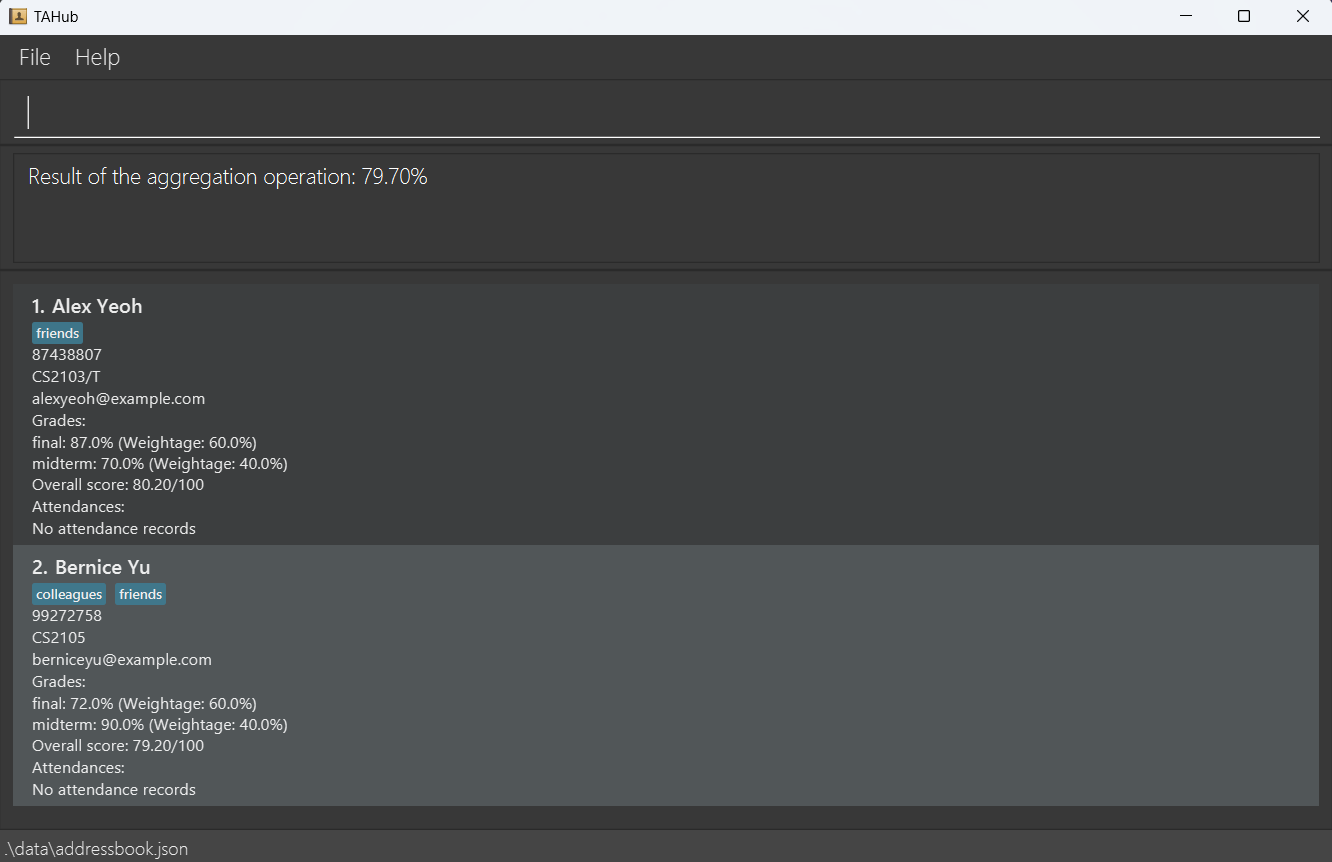 TAHub
File Help
Result of the aggregation operation: 79.70%
1. Alex Yeoh
friends
87438807
CS2103/T
alexyeoh@example.com
Grades:
final: 87.0% (Weightage: 60.0%)
midterm: 70.0% (Weightage: 40.0%)
Overall score: 80.20/100
Attendances:
No attendance records
2. Bernice Yu
colleagues friends
99272758
CS2105
berniceyu@example.com
Grades:
final: 72.0% (Weightage: 60.0%)
midterm: 90.0% (Weightage: 40.0%)
Overall score: 79.20/100
Attendances:
No attendance records
.\data\addressbook.json